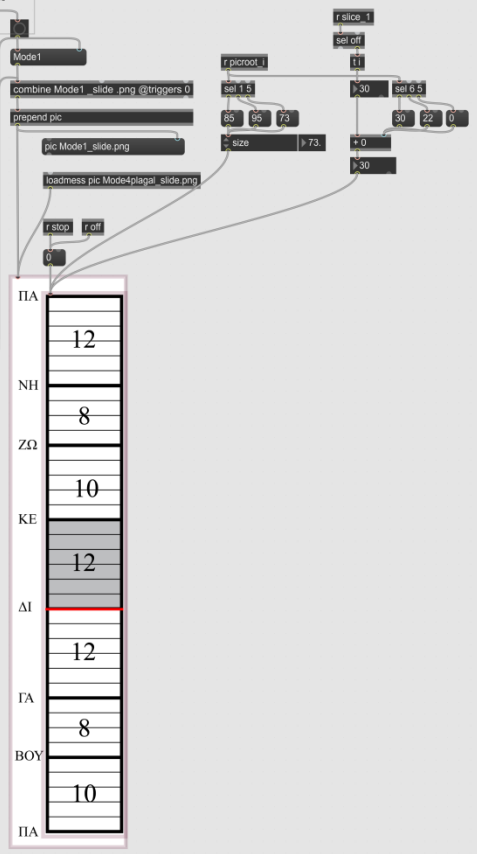 r slice_1
sel off
Mode1
r picroot_i
t i
combine Mode1 _slide .png @triggers 0
sel 1 5
30
sel 6 5
prepend pic
85
95
73
30
22
0
pic Mode1_slide.png
size
73.
+ 0
30
loadmess pic Mode4plagal_slide.png
r stop
r off
0
ΠΑ
12
ΝΗ
8
ΖΩ
10
ΚΕ
12
ΔΙ
12
ΓΑ
8
ΒΟΥ
10
ΠΑ